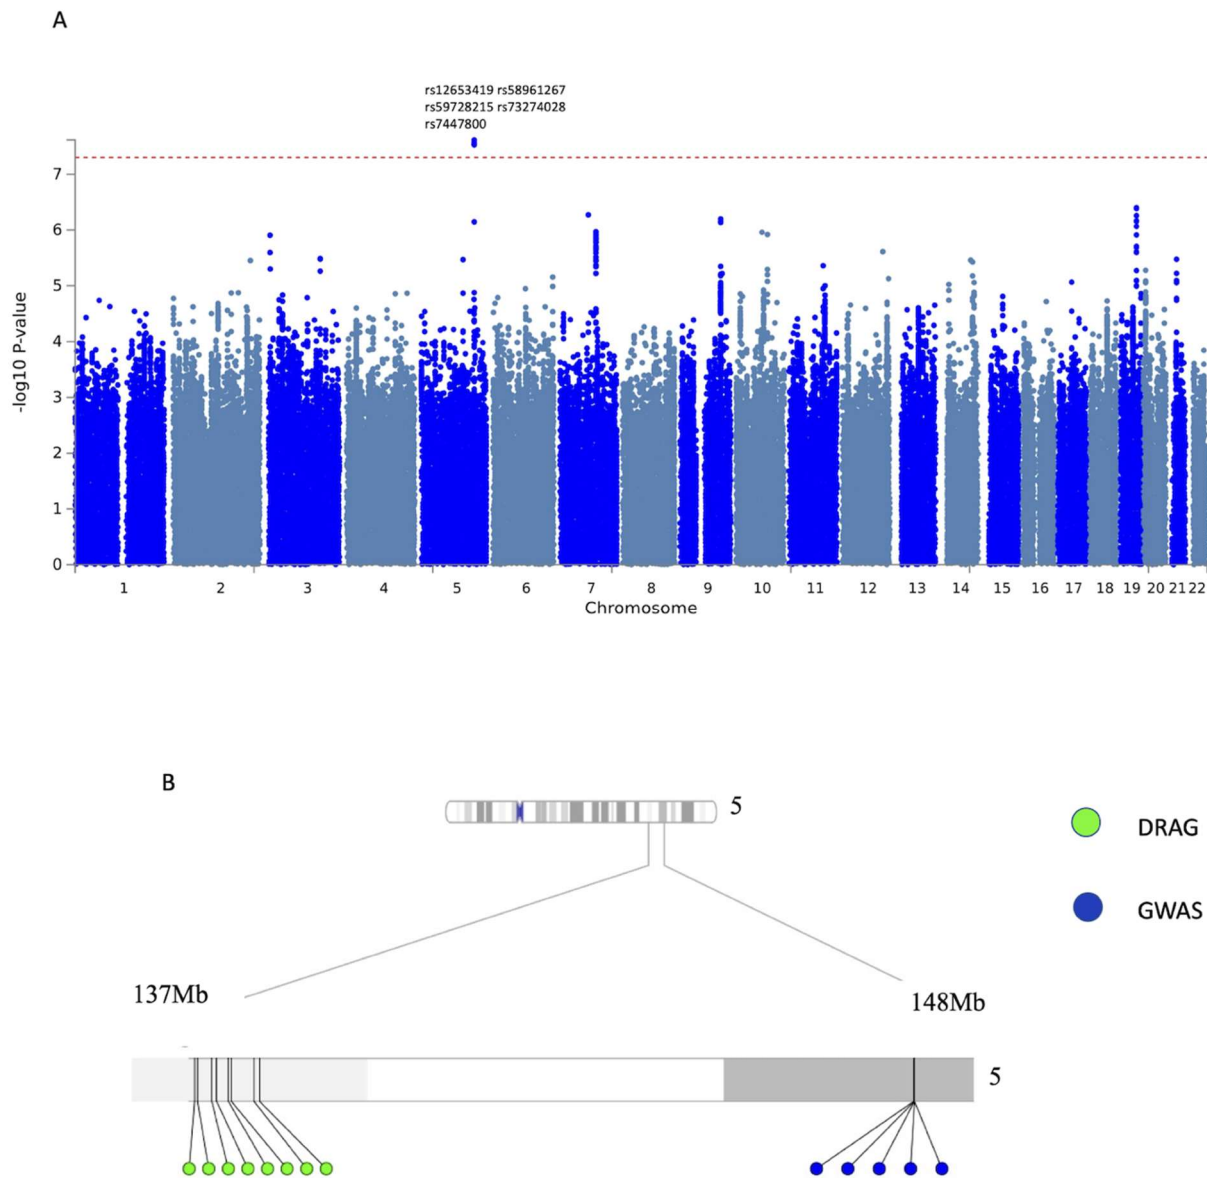 A
rs12653419 rs58961267
rs59728215 rs73274028
rs7447800
7
6
5
4
3
2
1
0
-log10 P-value
1 2 3 4 5 6 7 8 9 10 11 12 13 14 15 16 17 18 19 20 21 22
Chromosome
B
5
DRAG
GWAS
137Mb
148Mb
5